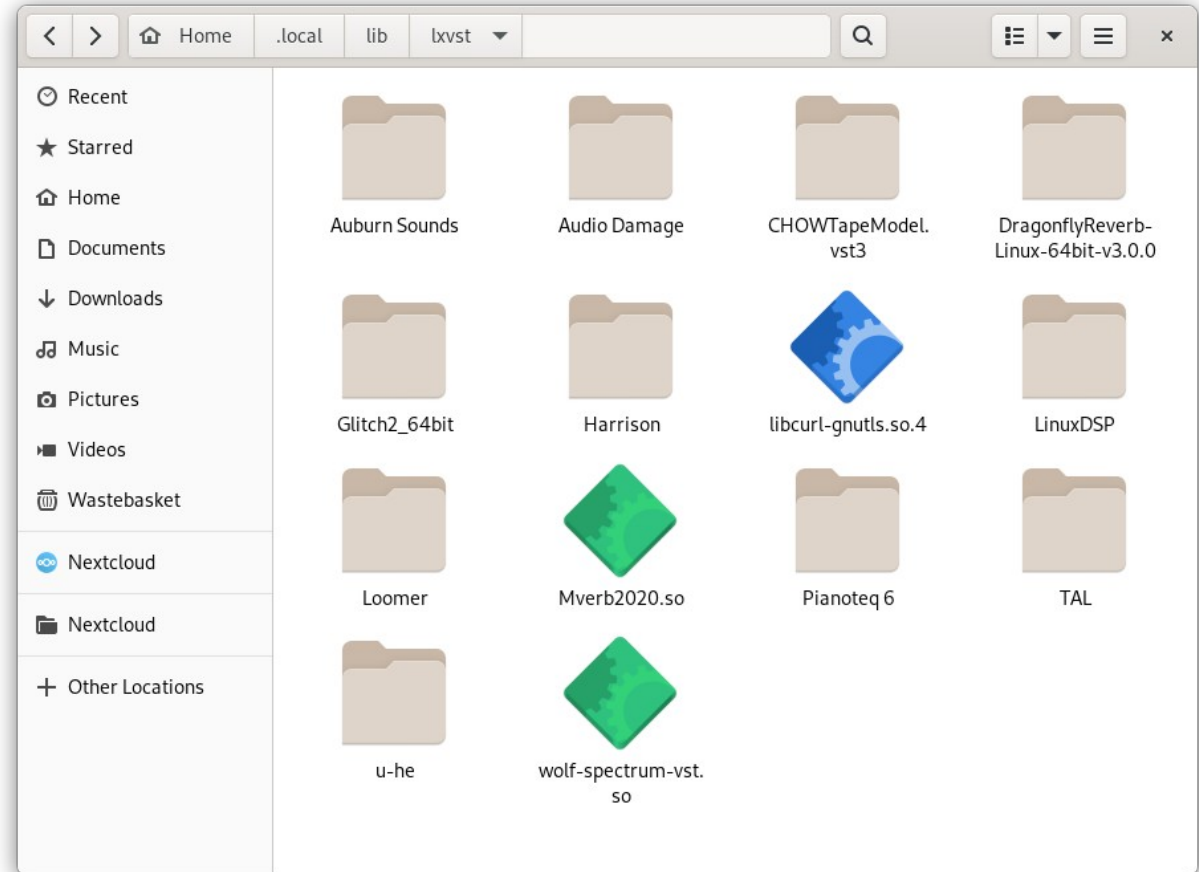 Home .local lib lxvst
Recent
Starred
Home
Documents
Downloads
Music
Pictures
Videos
Wastebasket
Nextcloud
Nextcloud
Other Locations
Auburn Sounds
Audio Damage
CHOWTapeModel.
vst3
DragonflyReverb-
Linux-64bit-v3.0.0
Glitch2_64bit
Harrison
libcurl-gnutls.so.4
LinuxDSP
Loomer
Mverb2020.so
Pianoteq 6
TAL
u-he
wolf-spectrum-vst.
so